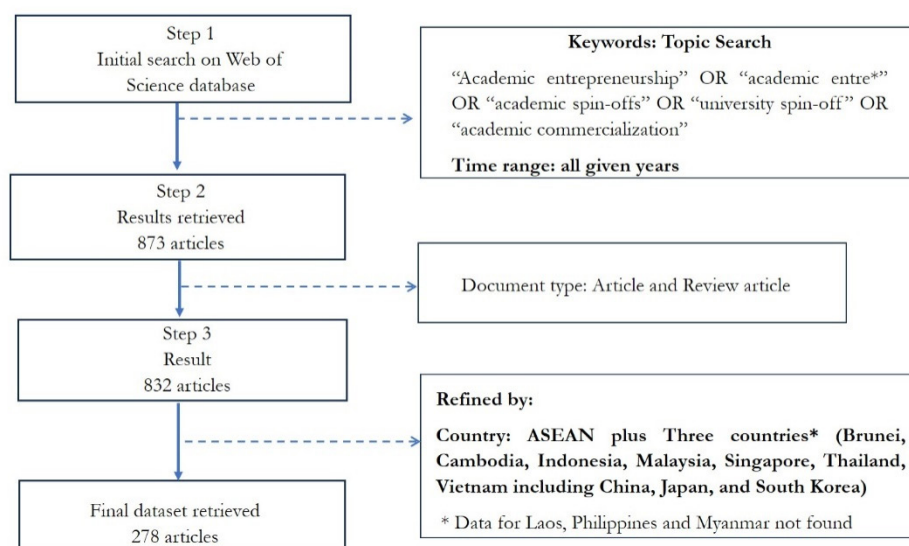 Step 1
Initial search on Web of
Science database
Keywords: Topic Search
“Academic entrepreneurship” OR “academic entre*”
OR “academic spin-offs” OR “university spin-off” OR
“academic commercialization”
Time range: all given years
Step 2
Results retrieved
873 articles
Document type: Article and Review article
Step 3
Result
832 articles
Refined by:
Country: ASEAN plus Three countries* (Brunei,
Cambodia, Indonesia, Malaysia, Singapore, Thailand,
Vietnam including China, Japan, and South Korea)
* Data for Laos, Philippines and Myanmar not found
Final dataset retrieved
278 articles